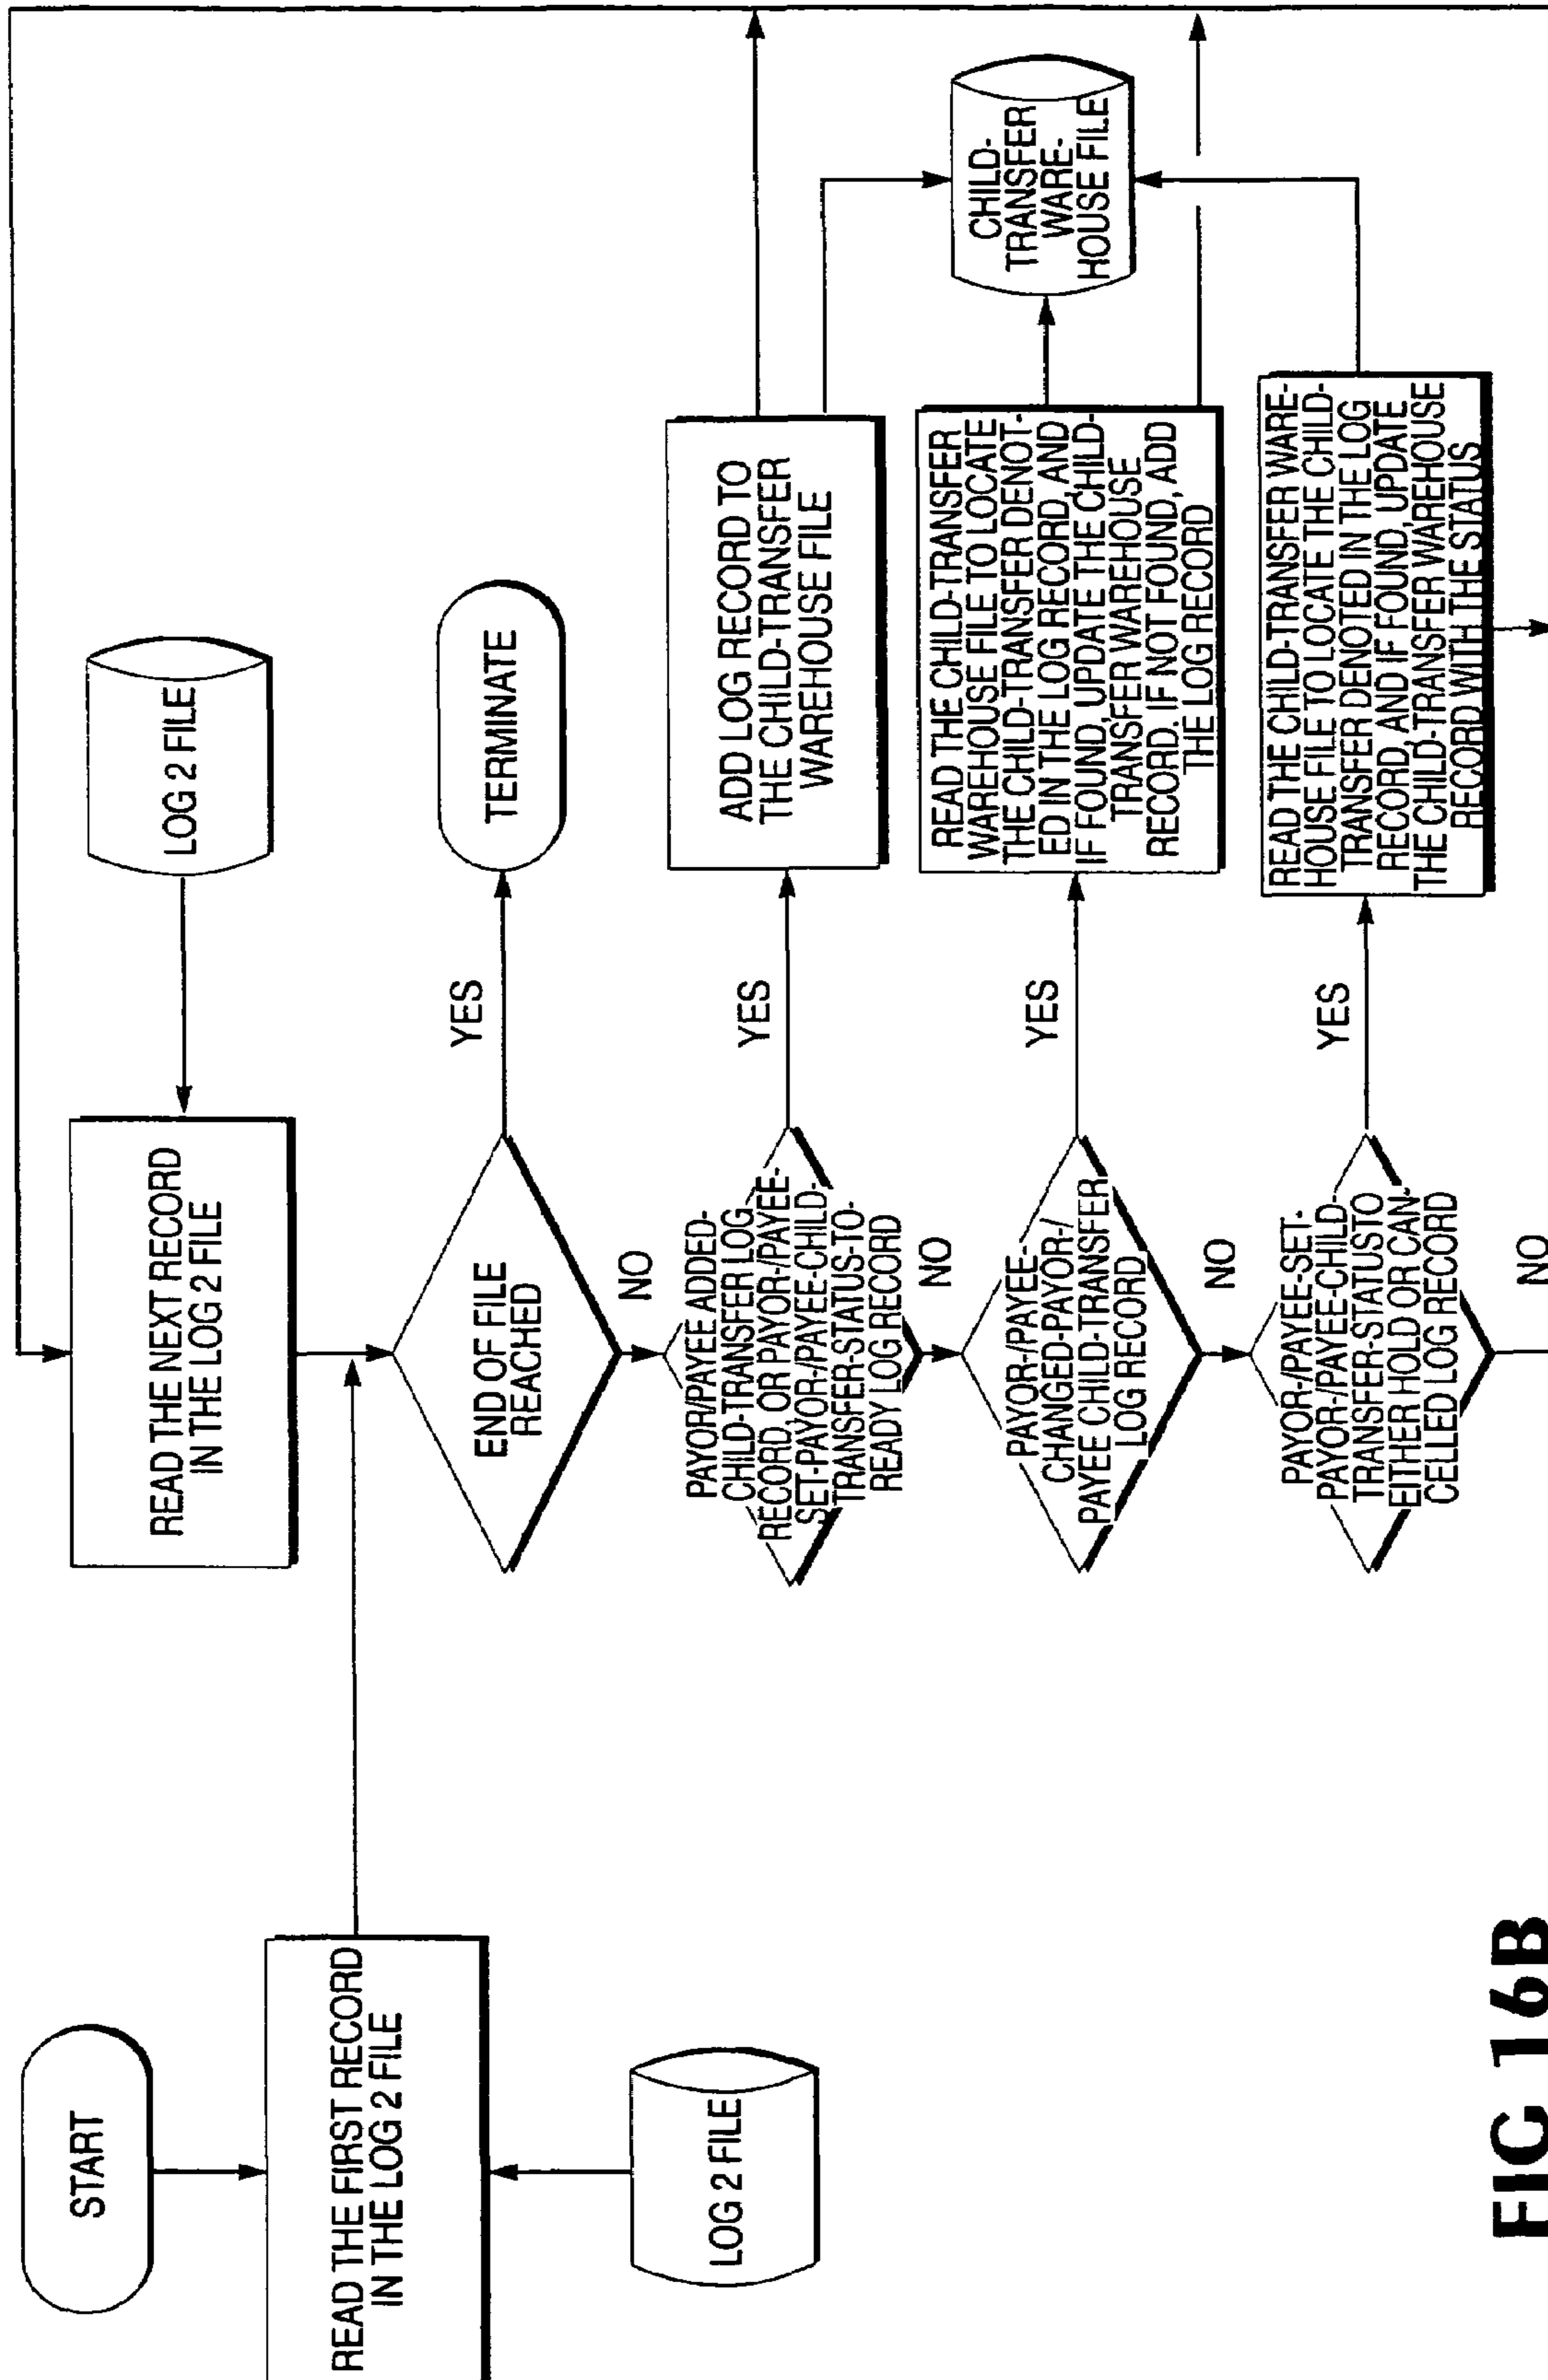 START
READ THE FIRST RECORD
IN THE LOG 2 FILE
LOG 2 FILE
READ THE NEXT RECORD
IN THE LOG 2 FILE
LOG 2 FILE
END OF FILE
REACHED
YES
TERMINATE
NO
PAYOR/PAYEE ADDED-
CHILD-TRANSFER LOG
RECORD, OR PAYOR-/PAYEE-
SET-PAYOR-/PAYEE-CHILD-
TRANSFER-STATUS-TO-
READY LOG RECORD
YES
ADD LOG RECORD TO
THE CHILD-TRANSFER
WAREHOUSE FILE
NO
PAYOR-/PAYEE-
CHANGED-PAYOR-/
PAYEE CHILD-TRANSFER
LOG RECORD
YES
READ THE CHILD-TRANSFER
WAREHOUSE FILE TO LOCATE
THE CHILD-TRANSFER DENOT-
ED IN THE LOG RECORD, AND
IF FOUND, UPDATE THE CHILD-
TRANSFER WAREHOUSE
RECORD. IF NOT FOUND, ADD
THE LOG RECORD
CHILD-
TRANSFER
WARE-
HOUSE FILE
NO
PAYOR-/PAYEE-SET-
PAYOR-/PAYEE-CHILD-
TRANSFER-STATUSTO
EITHER HOLD OR CAN,
CELLED LOG RECORD
YES
READ THE CHILD-TRANSFER WARE-
HOUSE FILE TO LOCATE THE CHILD-
TRANSFER DENOTED IN THE LOG
RECORD, AND IF FOUND, UPDATE
THE CHILD-TRANSFER WAREHOUSE
RECORD WITH THE STATUS
NO
FIG 16B